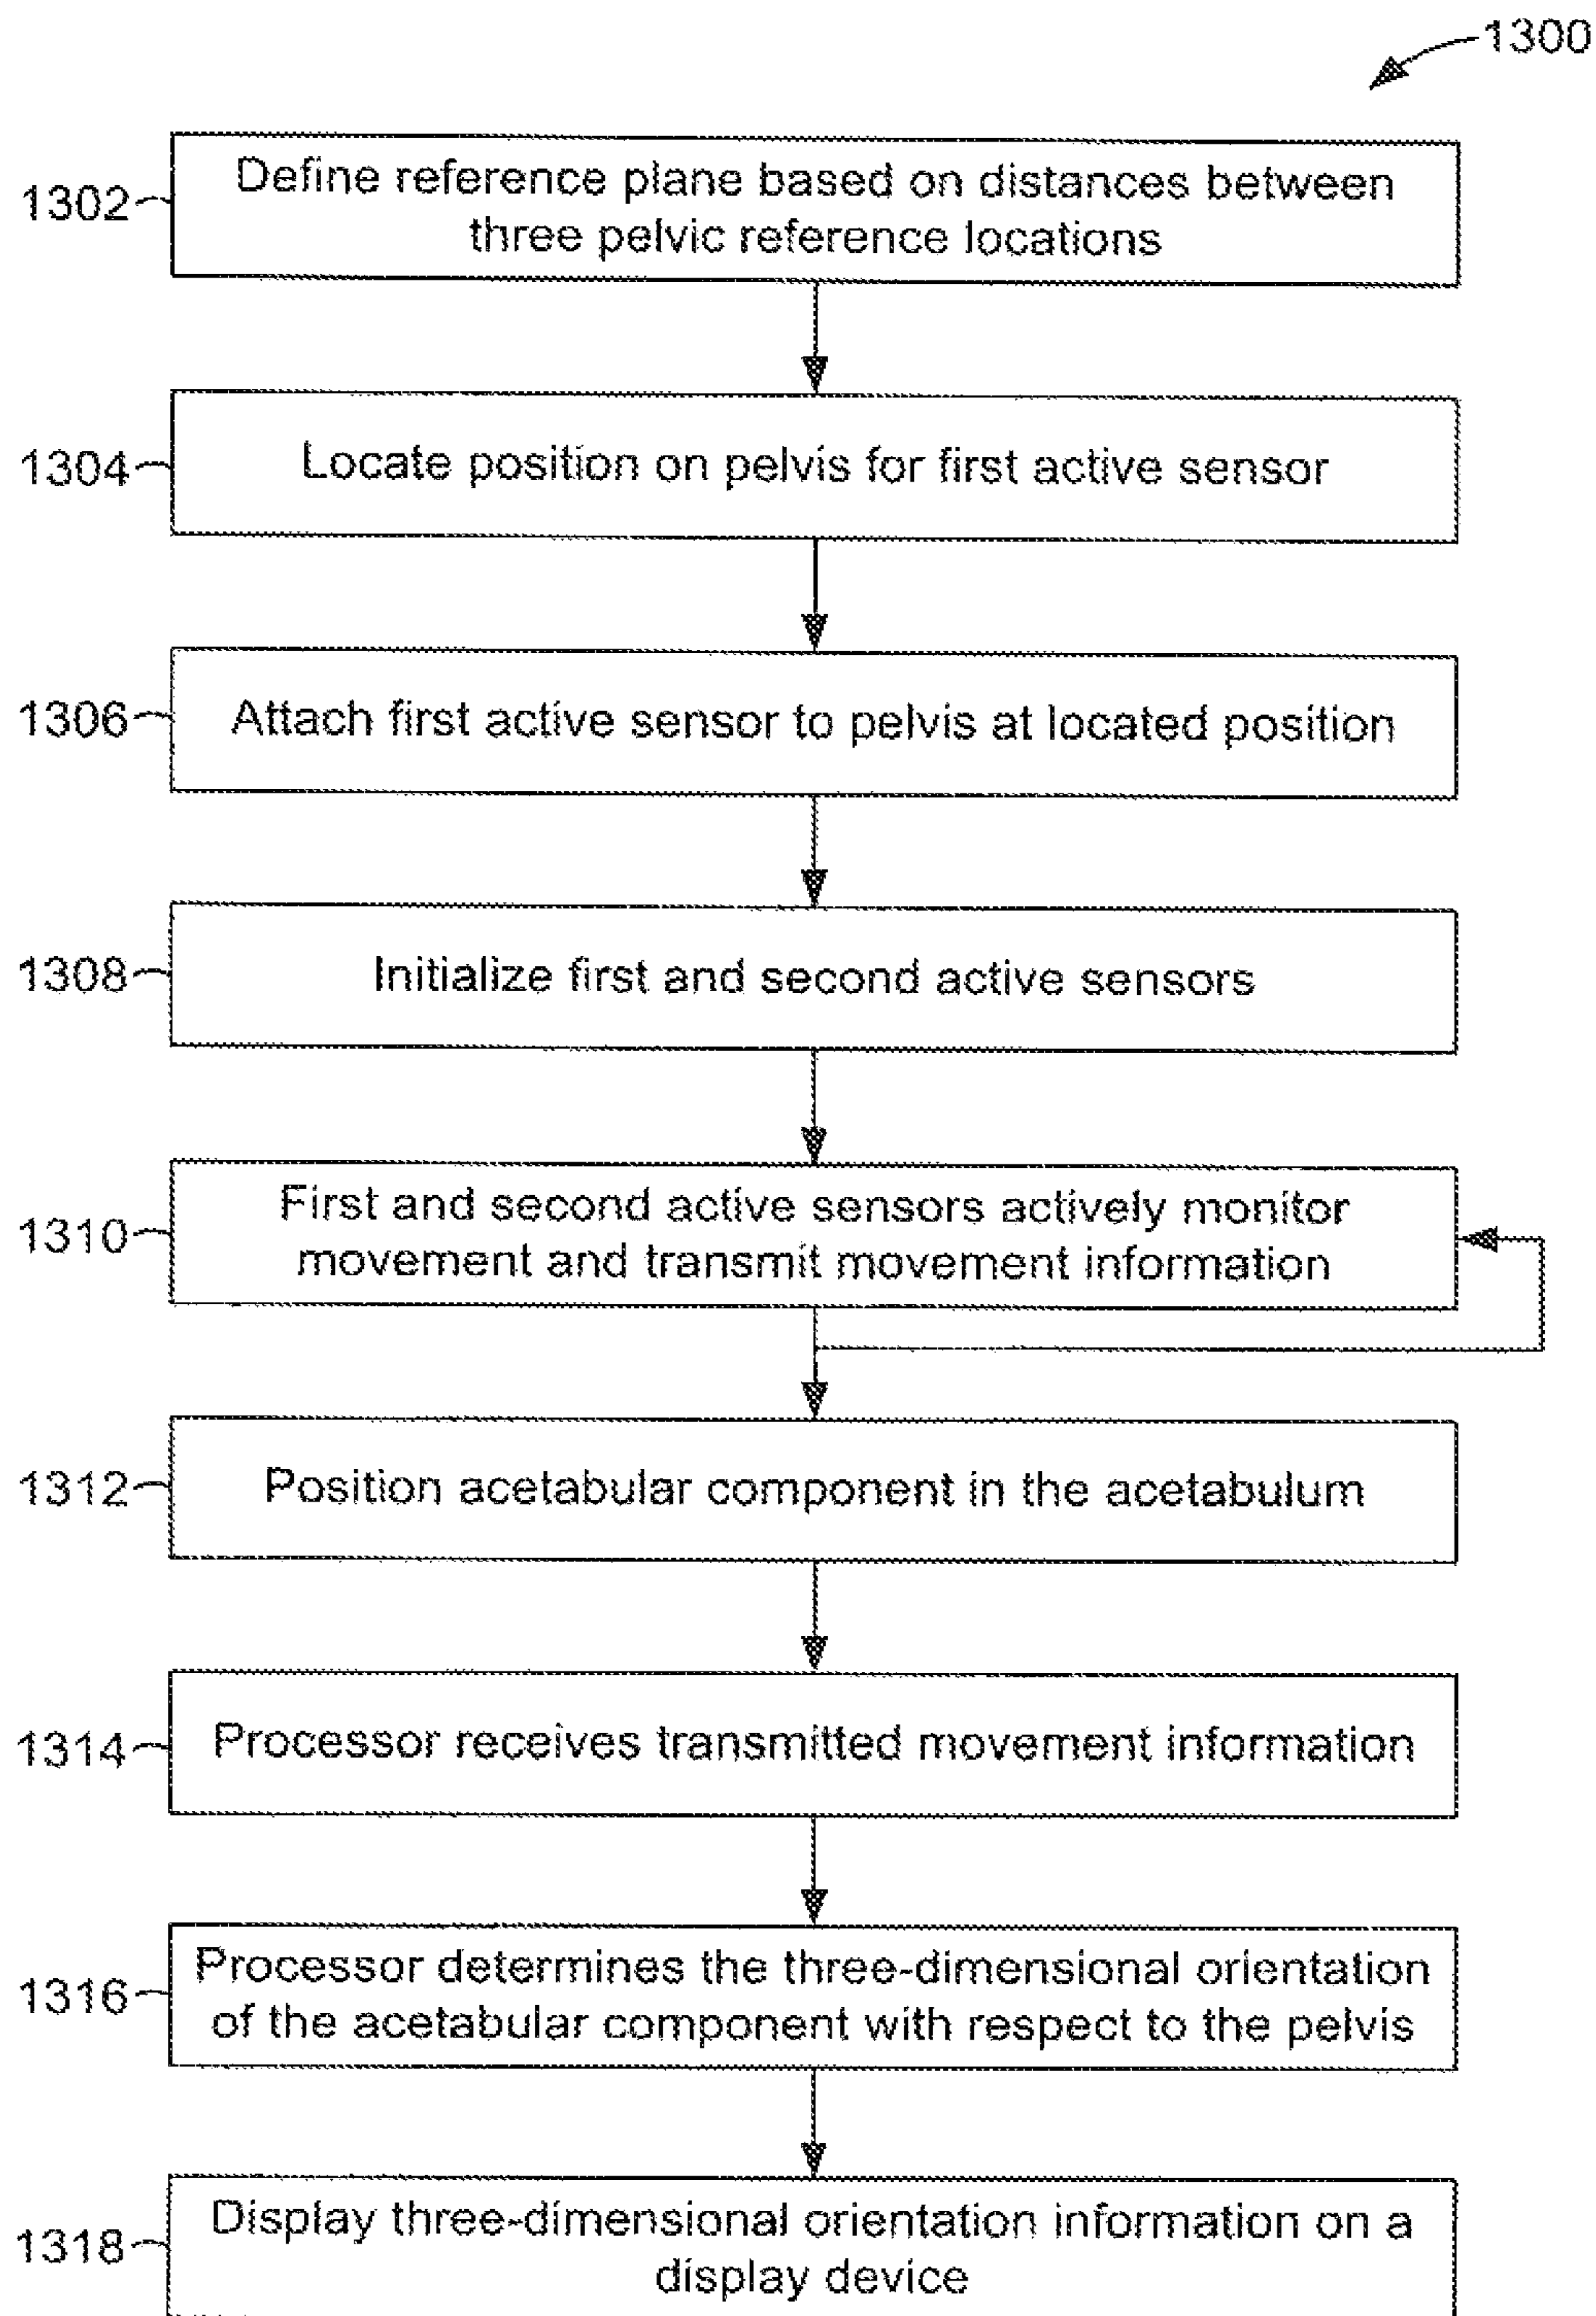 1300
1302
Define reference plane based on distances between
three pelvic reference locations
1304
Locate position on pelvis for first active sensor
1306
Attach first active sensor to pelvis at located position
1308
Initialize first and second active sensors
1310
First and second active sensors actively monitor
movement and transmit movement information
1312
Position acetabular component in the acetabulum
1314
Processor receives transmitted movement information
1316
Processor determines the three-dimensional orientation
of the acetabular component with respect to the pelvis
1318
Display three-dimensional orientation information on a
display device